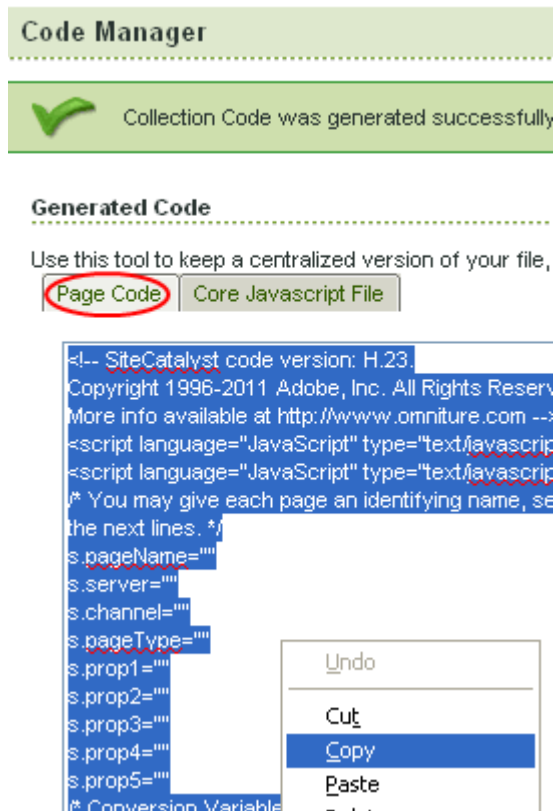 Code Manager
Collection Code was generated successfully
Generated Code
Use this tool to keep a centralized version of your file,
Page Code Core Javascript File
<!-- SiteCatalyst code version: H.23.
Copyright 1996-2011 Adobe, Inc. All Rights Reserv
More info available at http://www.omniture.com --
<script language="JavaScript" type="text/javascrip
<script language="JavaScript" type="text/javascrip
/* You may give each page an identifying name, se
the next lines. */
s.pageName=""
s.server=""
s.channel=""
s.pageType=""
s.prop1=""
s.prop2=""
s.prop3=""
s.prop4=""
s.prop5=""
/* Conversion Variable
Undo
Cut
Copy
Paste